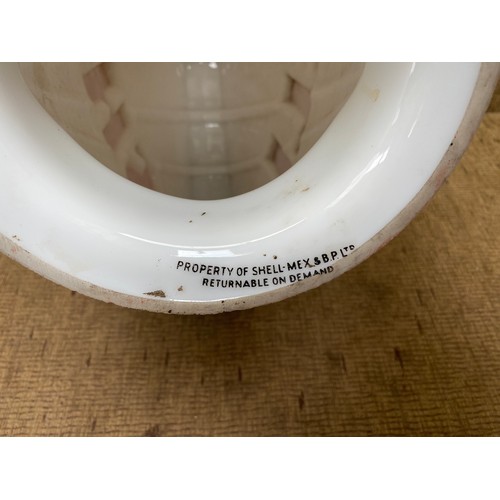 PROPERTY OF SHELL-MEX & B.P. LTD
RETURNABLE ON DEMAND